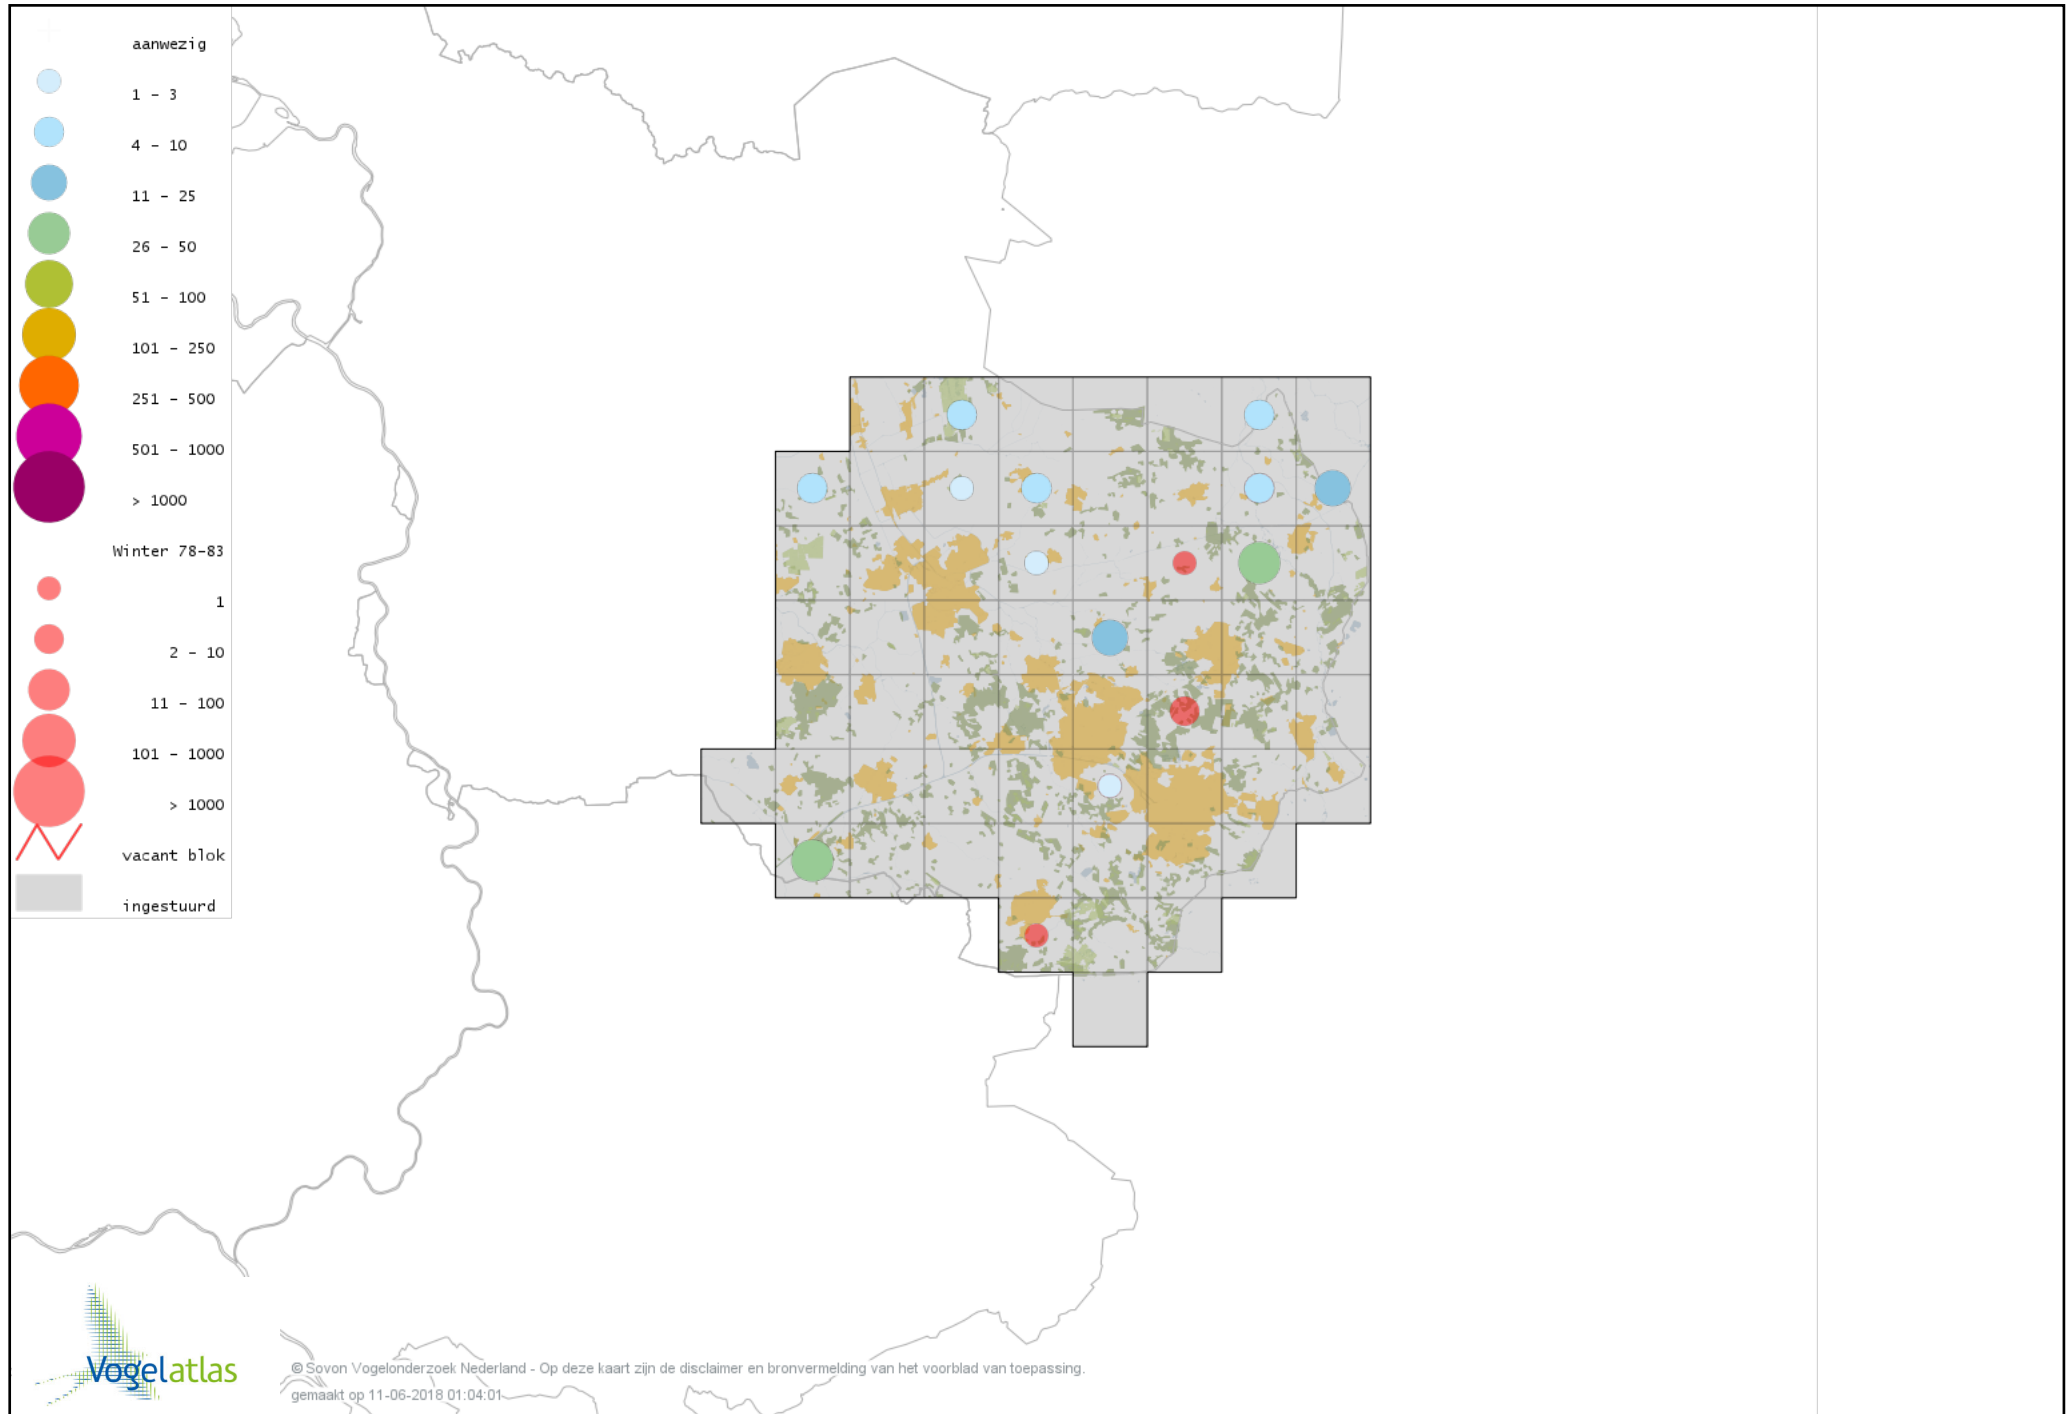 aanwezig
1 - 3
4 - 10
11 - 25
26 - 50
51 - 100
101 - 250
251 - 500
501 - 1000
> 1000
Winter 78-83
1
2 - 10
11 - 100
101 - 1000
> 1000
vacant blok
ingestuurd
Vogelatlas
© Sovon Vogelonderzoek Nederland - Op deze kaart zijn de disclaimer en bronvermelding van het voorblad van toepassing.
gemaakt op 11-06-2018 01:04:01